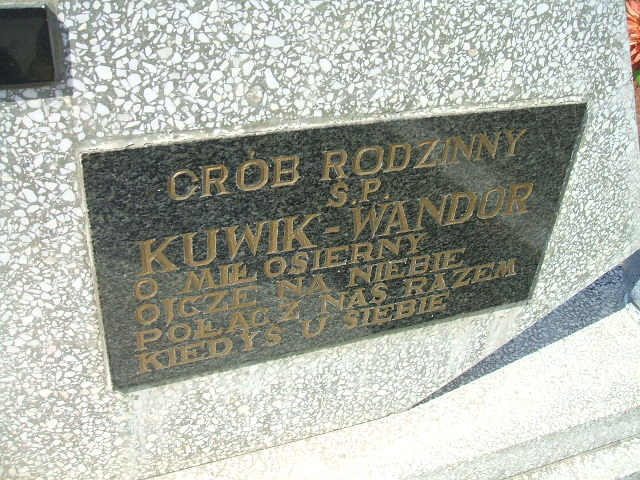 GRÓB RODZINNY
Ś.P
KUWIK-WANDOR
O MIŁOSIERNY
OJCZE NA NIEBIE
POŁĄCZ NAS RAZEM
KIEDYŚ U SIEBIE